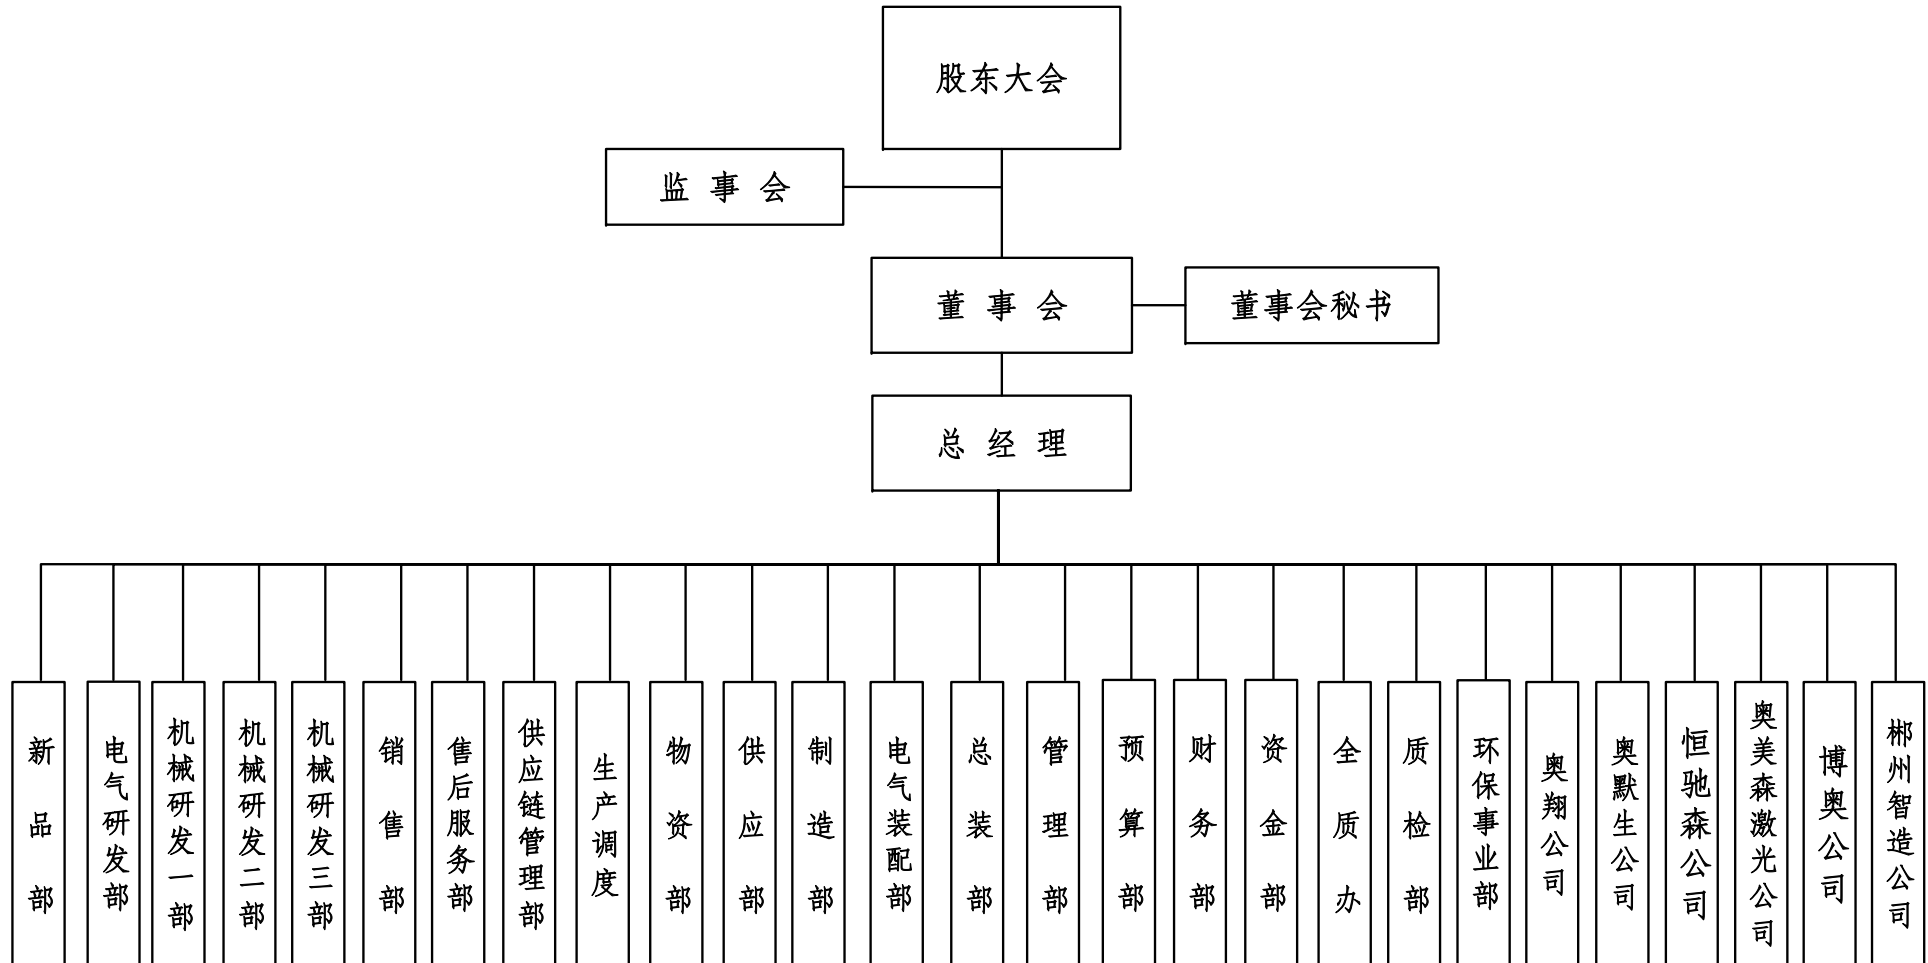 股东大会
监事会
董事会
董事会秘书
总经理
新品部
电气研发部
机械研发一部
机械研发二部
机械研发三部
销售部
售后服务部
供应链管理部
生产调度
物资部
供应部
制造部
电气装配部
总装部
管理部
预算部
财务部
资金部
全质办
质检部
环保事业部
奥翔公司
奥默生公司
恒驰森公司
奥美森激光公司
博奥公司
郴州智造公司